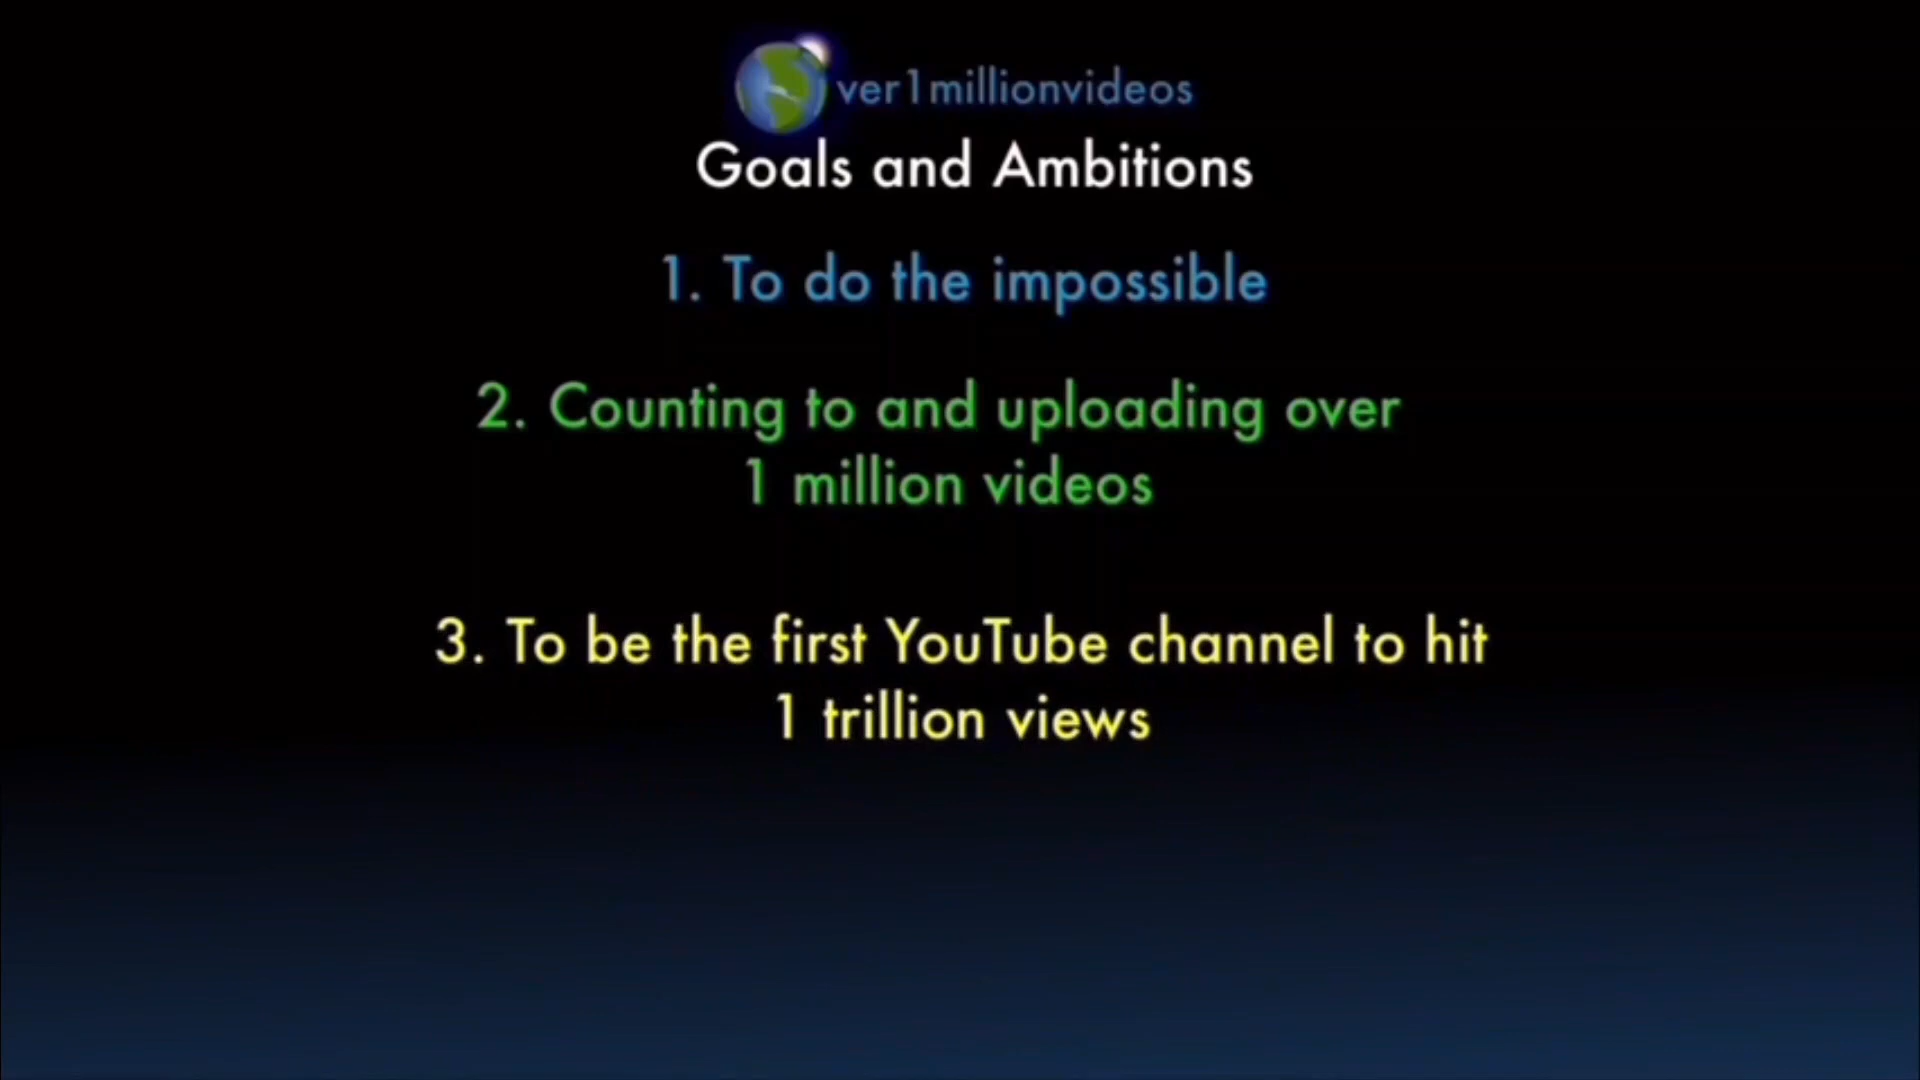 ver1millionvideos
Goals and Ambitions
1. To do the impossible
2. Counting to and uploading over
1 million videos
3. To be the first YouTube channel to hit
1 trillion views